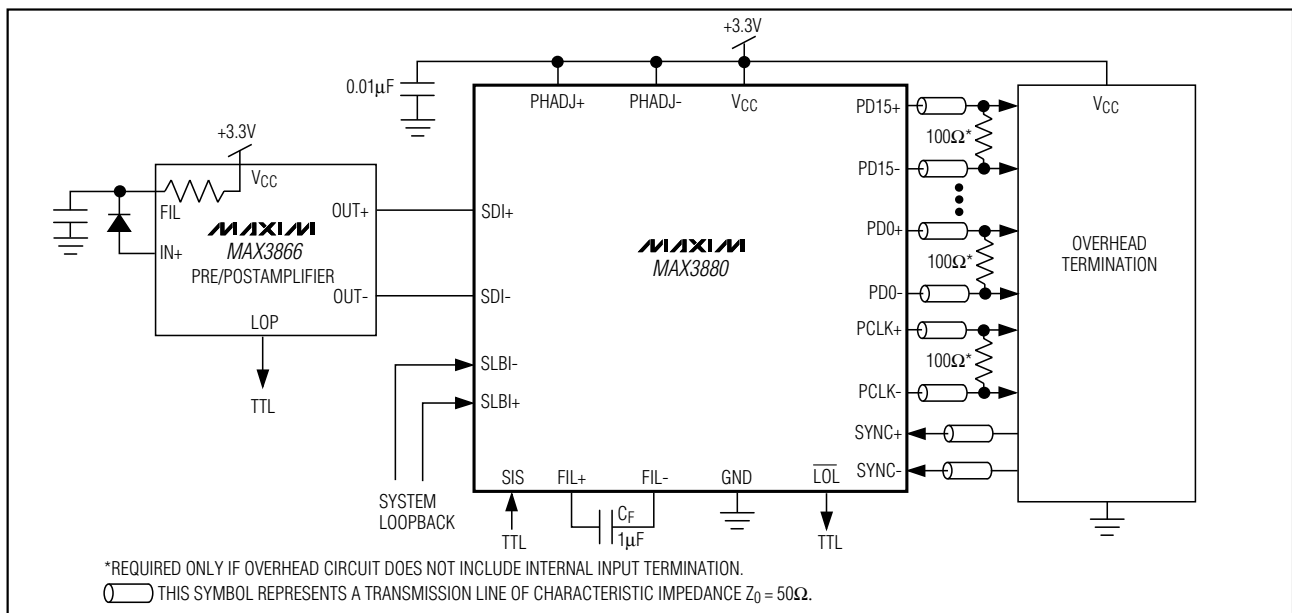 +3.3V
0.01µF
PHADJ+
PHADJ-
VCC
VCC
+3.3V
VCC
FIL
IN+
OUT+
OUT-
MAXIM
MAX3866
PRE/POSTAMPLIFIER
LOP
TTL
SDI+
SDI-
SLBI-
SLBI+
SYSTEM
LOOPBACK
MAXIM
MAX3880
PD15+
100Ω*
PD15-
PD0+
100Ω*
PD0-
PCLK+
100Ω*
PCLK-
SYNC+
SYNC-
OVERHEAD
TERMINATION
SIS
FIL+
FIL-
GND
LOL
TTL
CF
1µF
TTL
*REQUIRED ONLY IF OVERHEAD CIRCUIT DOES NOT INCLUDE INTERNAL INPUT TERMINATION.
THIS SYMBOL REPRESENTS A TRANSMISSION LINE OF CHARACTERISTIC IMPEDANCE Z0 = 50Ω.